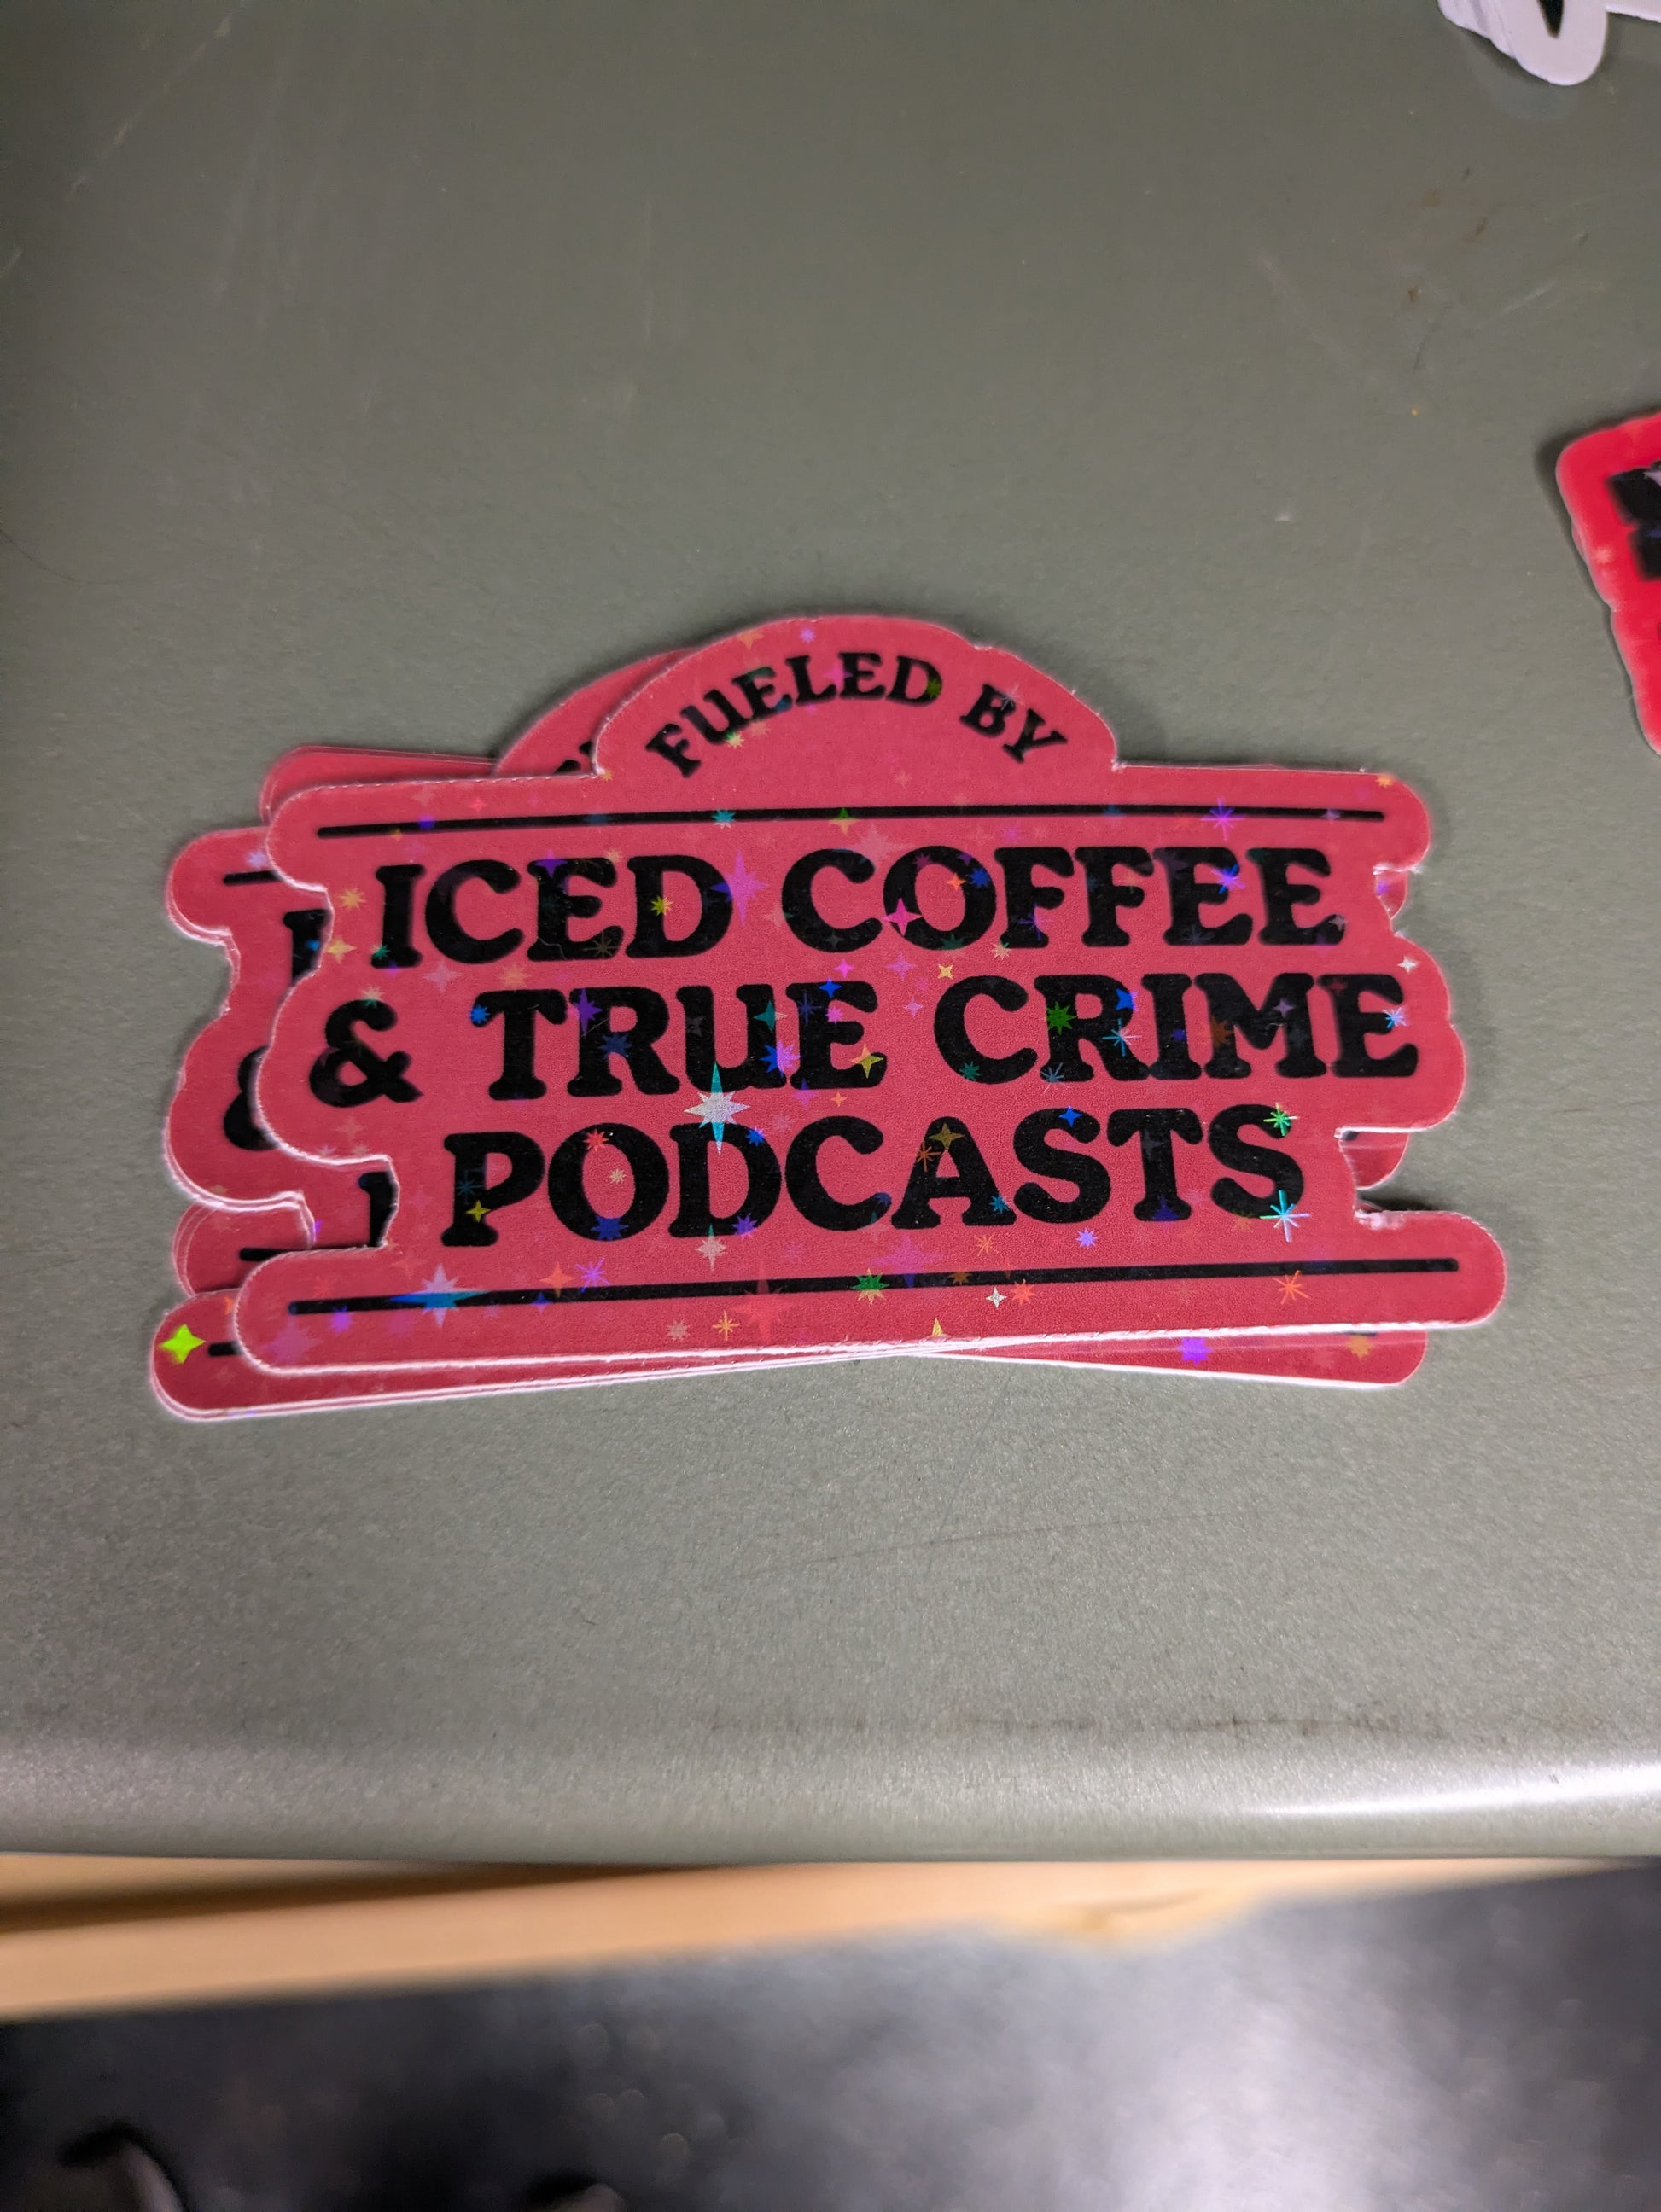 FUELED BY
ICED COFFEE
& TRUE CRIME
PODCASTS